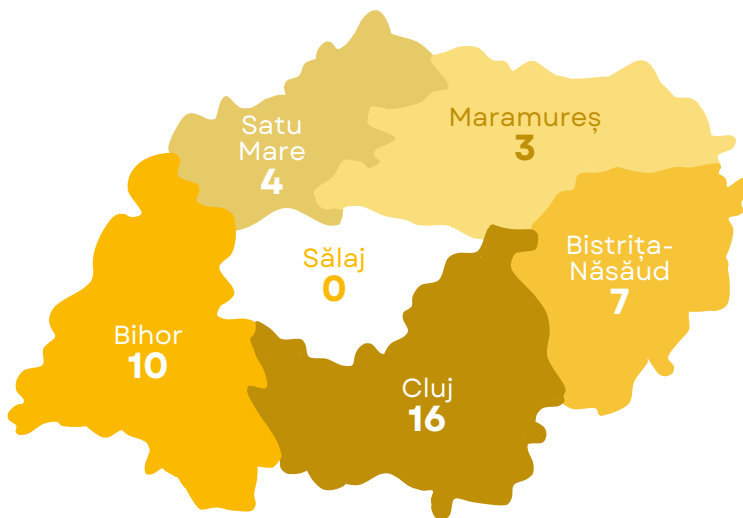 Satu
Mare
4
Maramureș
3
Sălaj
0
Bistrița-
Năsăud
7
Bihor
10
Cluj
16